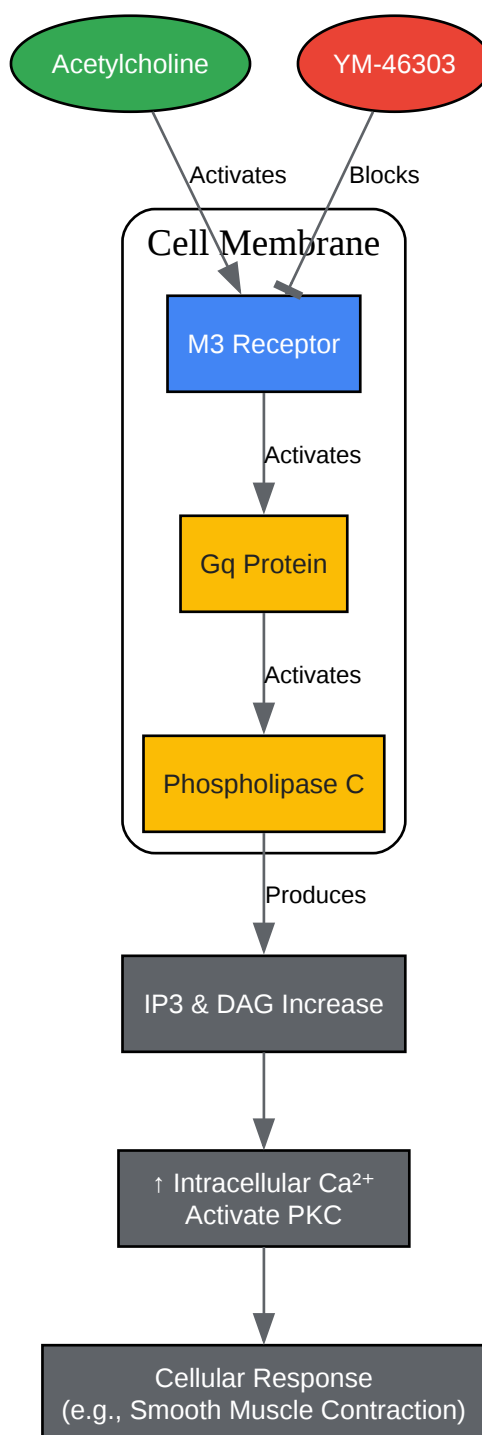 Acetylcholine
YM-46303
Activates
Blocks
Cell Membrane
M3 Receptor
Activates
Gq Protein
Activates
Phospholipase C
Produces
IP3 & DAG Increase
↑ Intracellular Ca²⁺
Activate PKC
Cellular Response
(e.g., Smooth Muscle Contraction)